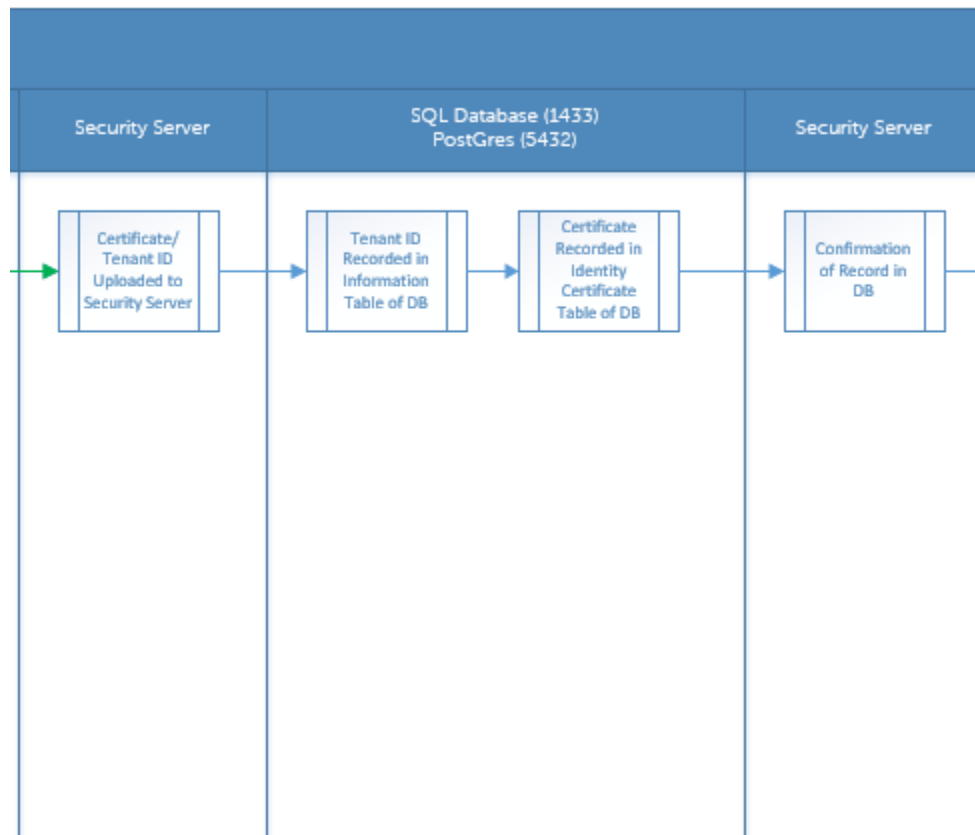 Security Server
SQL Database (1433)
PostGres (5432)
Security Server
Certificate/
Tenant ID
Uploaded to
Security Server
Tenant ID
Recorded in
Information
Table of DB
Certificate
Recorded in
Identity
Certificate
Table of DB
Confirmation
of Record in
DB